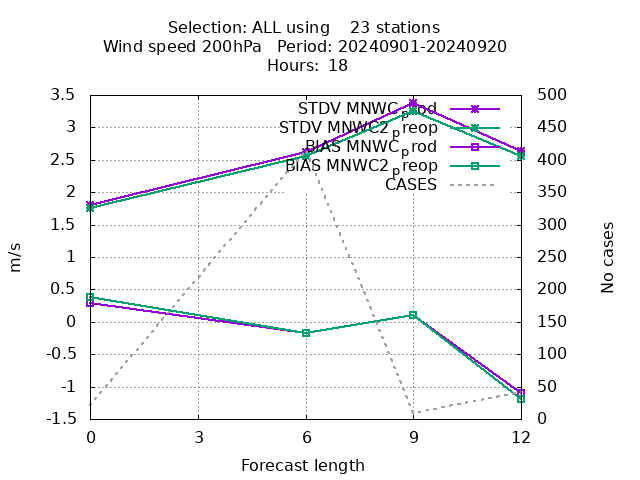 Selection: ALL using 23 stations
Wind speed 200hPa Period: 20240901-20240920
Hours: 18
3.5
3
2.5
2
1.5
1
0.5
0
-0.5
-1
-1.5
500
450
400
350
300
250
200
150
100
50
0
STDV MNWC_prod
STDV MNWC2_preop
BIAS MNWC_prod
BIAS MNWC2_preop
CASES
m/s
No cases
0 3 6 9 12
Forecast length